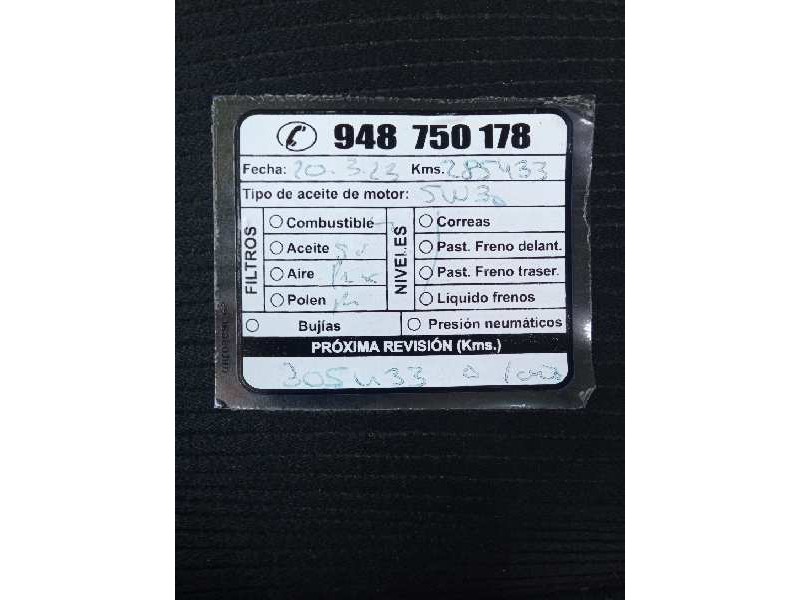 948 750 178
Fecha: 20.3.23 Kms. 285433
Tipo de aceite de motor: 5W30
FILTROS
Combustible
Aceite
Aire
Polen
NIVELES
Correas
Past. Freno delant.
Past. Freno traser.
Liquido frenos
Bujías
Presión neumáticos
PRÓXIMA REVISIÓN (Kms.)
305433 o